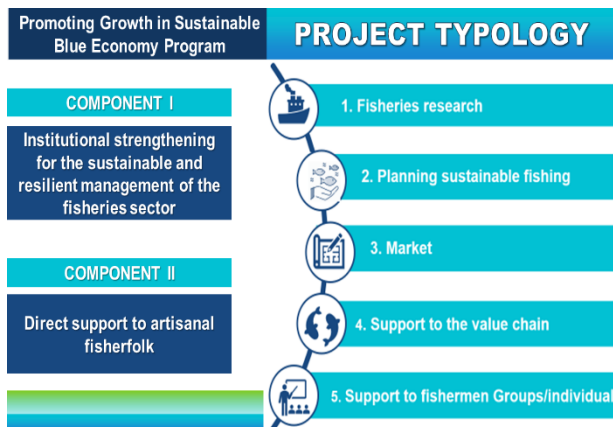 Promoting Growth in Sustainable
Blue Economy Program
PROJECT TYPOLOGY
COMPONENT I
Institutional strengthening
for the sustainable and
resilient management of the
fisheries sector
COMPONENT II
Direct support to artisanal
fisherfolk
1. Fisheries research
2. Planning sustainable fishing
3. Market
4. Support to the value chain
5. Support to fishermen Groups/individual